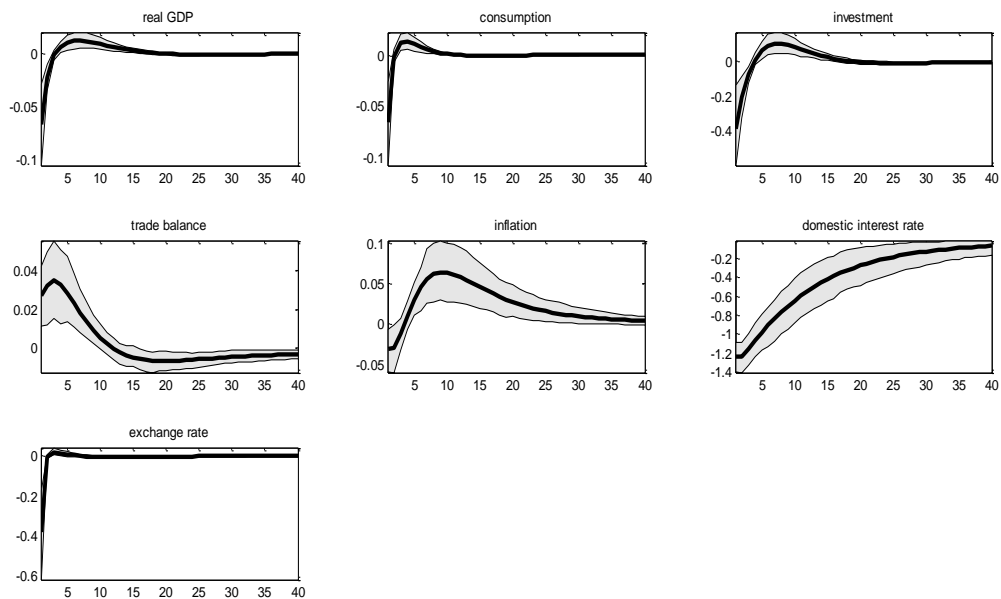 real GDP
0
-0.05
-0.1
5 10 15 20 25 30 35 40
consumption
0
-0.05
-0.1
5 10 15 20 25 30 35 40
investment
0
-0.2
-0.4
5 10 15 20 25 30 35 40
trade balance
0.04
0.02
0
5 10 15 20 25 30 35 40
inflation
0.1
0.05
0
-0.05
5 10 15 20 25 30 35 40
domestic interest rate
-0.2
-0.4
-0.6
-0.8
-1
-1.2
-1.4
5 10 15 20 25 30 35 40
exchange rate
0
-0.2
-0.4
-0.6
5 10 15 20 25 30 35 40